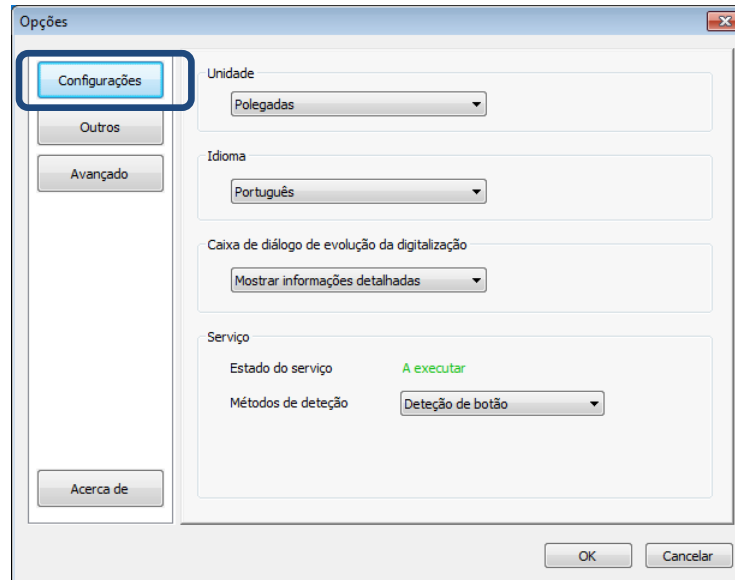 Opções
Configurações
Outros
Avançado
Acerca de
Unidade
Polegadas
Idioma
Português
Caixa de diálogo de evolução da digitalização
Mostrar informações detalhadas
Serviço
Estado do serviço A executar
Métodos de deteção Deteção de botão
OK Cancelar